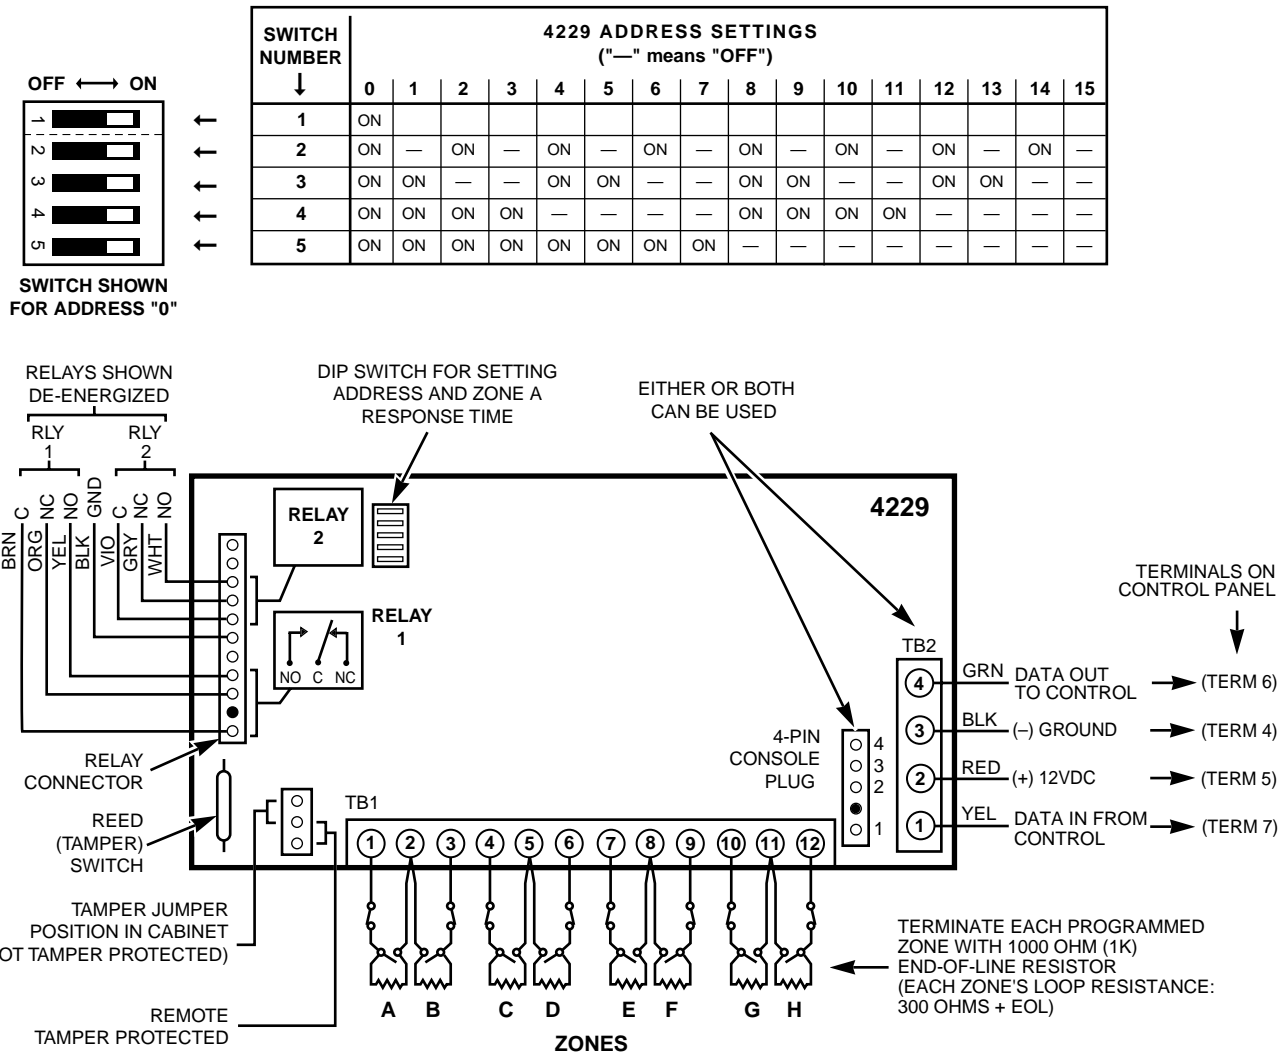 SWITCH NUMBER 4229 ADDRESS SETTINGS
("—" means "OFF")
0 1 2 3 4 5 6 7 8 9 10 11 12 13 14 15
1 ON
2 ON — ON — ON — ON — ON — ON — ON — ON —
3 ON ON — — ON ON — — ON ON — — ON ON — —
4 ON ON ON ON — — — — ON ON ON ON — — — —
5 ON ON ON ON ON ON ON ON — — — — — — — —
OFF ON
1
2
3
4
5
SWITCH SHOWN
FOR ADDRESS "0"
RELAYS SHOWN
DE-ENERGIZED
RLY
1
RLY
2
C NC NO GND C NC NO
BRN ORG YEL BLK VIO GRY WHT
DIP SWITCH FOR SETTING
ADDRESS AND ZONE A
RESPONSE TIME
EITHER OR BOTH
CAN BE USED
RELAY
2
4229
RELAY
1
NO C NC
TERMINALS ON
CONTROL PANEL
TB2
4 GRN DATA OUT
TO CONTROL (TERM 6)
3 BLK (–) GROUND (TERM 4)
2 RED (+) 12VDC (TERM 5)
1 YEL DATA IN FROM
CONTROL (TERM 7)
4-PIN
CONSOLE
PLUG
4
3
2
1
RELAY
CONNECTOR
REED
(TAMPER)
SWITCH
TB1
1 2 3 4 5 6 7 8 9 10 11 12
TAMPER JUMPER
POSITION IN CABINET
OT TAMPER PROTECTED)
REMOTE
TAMPER PROTECTED
A B C D E F G H
ZONES
TERMINATE EACH PROGRAMMED
ZONE WITH 1000 OHM (1K)
END-OF-LINE RESISTOR
(EACH ZONE'S LOOP RESISTANCE:
300 OHMS + EOL)